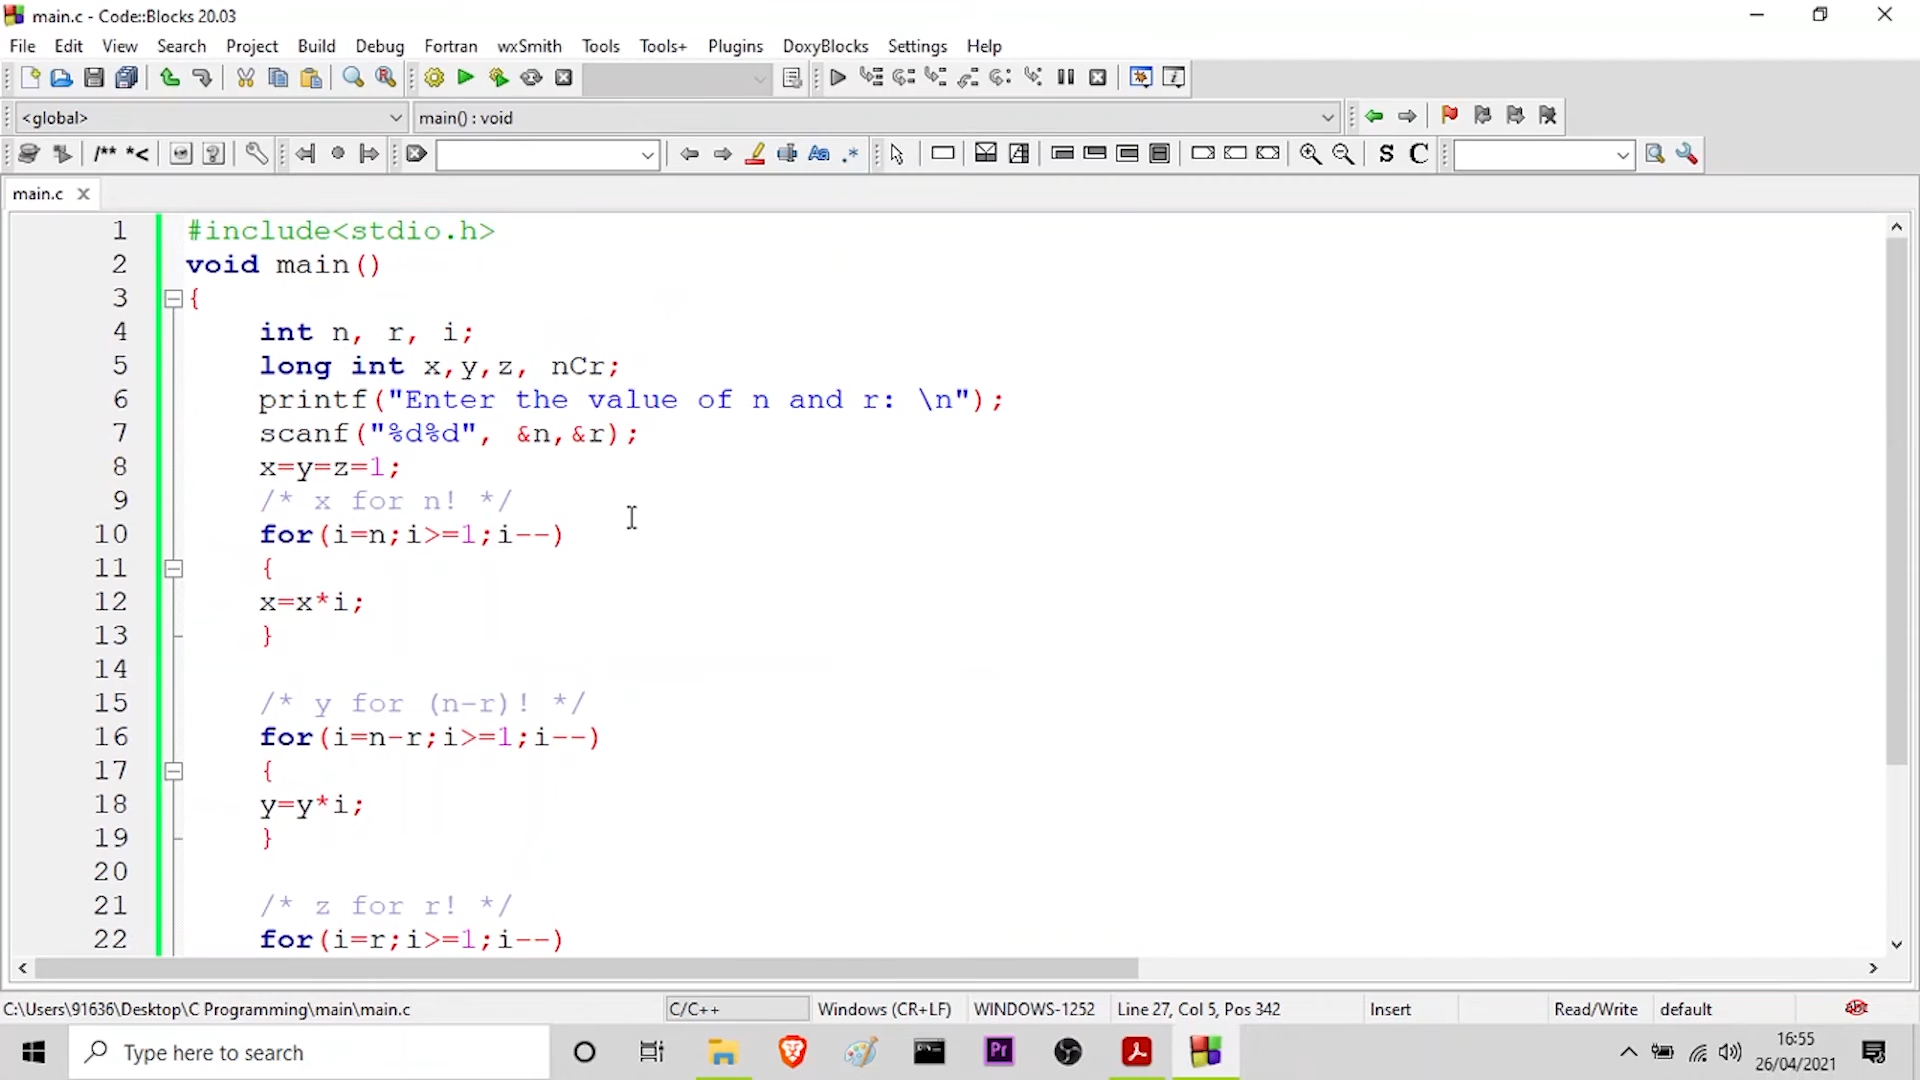 main.c - Code::Blocks 20.03
File Edit View Search Project Build Debug Fortran wxSmith Tools Tools+ Plugins DoxyBlocks Settings Help
<global> main() : void
/** *< Aa .* S C
main.c
1 #include<stdio.h>
2 void main()
3 {
4 int n, r, i;
5 long int x,y,z, nCr;
6 printf("Enter the value of n and r: \n");
7 scanf("%d%d", &n,&r);
8 x=y=z=1;
9 /* x for n! */
10 for(i=n;i>=1;i--)
11 {
12 x=x*i;
13 }
14
15 /* y for (n-r)! */
16 for(i=n-r;i>=1;i--)
17 {
18 y=y*i;
19 }
20
21 /* z for r! */
22 for(i=r;i>=1;i--)
C:\Users\91636\Desktop\C Programming\main\main.c C/C++ Windows (CR+LF) WINDOWS-1252 Line 27, Col 5, Pos 342 Insert Read/Write default
Type here to search Pr 16:55
26/04/2021